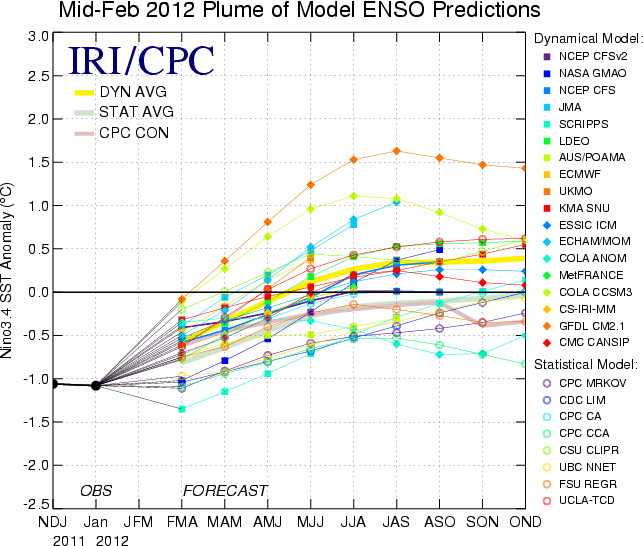 Mid-Feb 2012 Plume of Model ENSO Predictions
IRI/CPC
DYN AVG
STAT AVG
CPC CON
3.0
2.5
2.0
1.5
1.0
0.5
0.0
-0.5
-1.0
-1.5
-2.0
-2.5
Nino3.4 SST Anomaly (°C)
OBS
FORECAST
NDJ Jan JFM FMA MAM AMJ MJJ JJA JAS ASO SON OND
2011 2012
Dynamical Model:
NCEP CFSv2
NASA GMAO
NCEP CFS
JMA
SCRIPPS
LDEO
AUS/POAMA
ECMWF
UKMO
KMA SNU
ESSIC ICM
ECHAM/MOM
COLA ANOM
MetFRANCE
COLA CCSM3
CS-IRI-MM
GFDL CM2.1
CMC CANSIP
Statistical Model:
CPC MRKOV
CDC LIM
CPC CA
CPC CCA
CSU CLIPR
UBC NNET
FSU REGR
UCLA-TCD